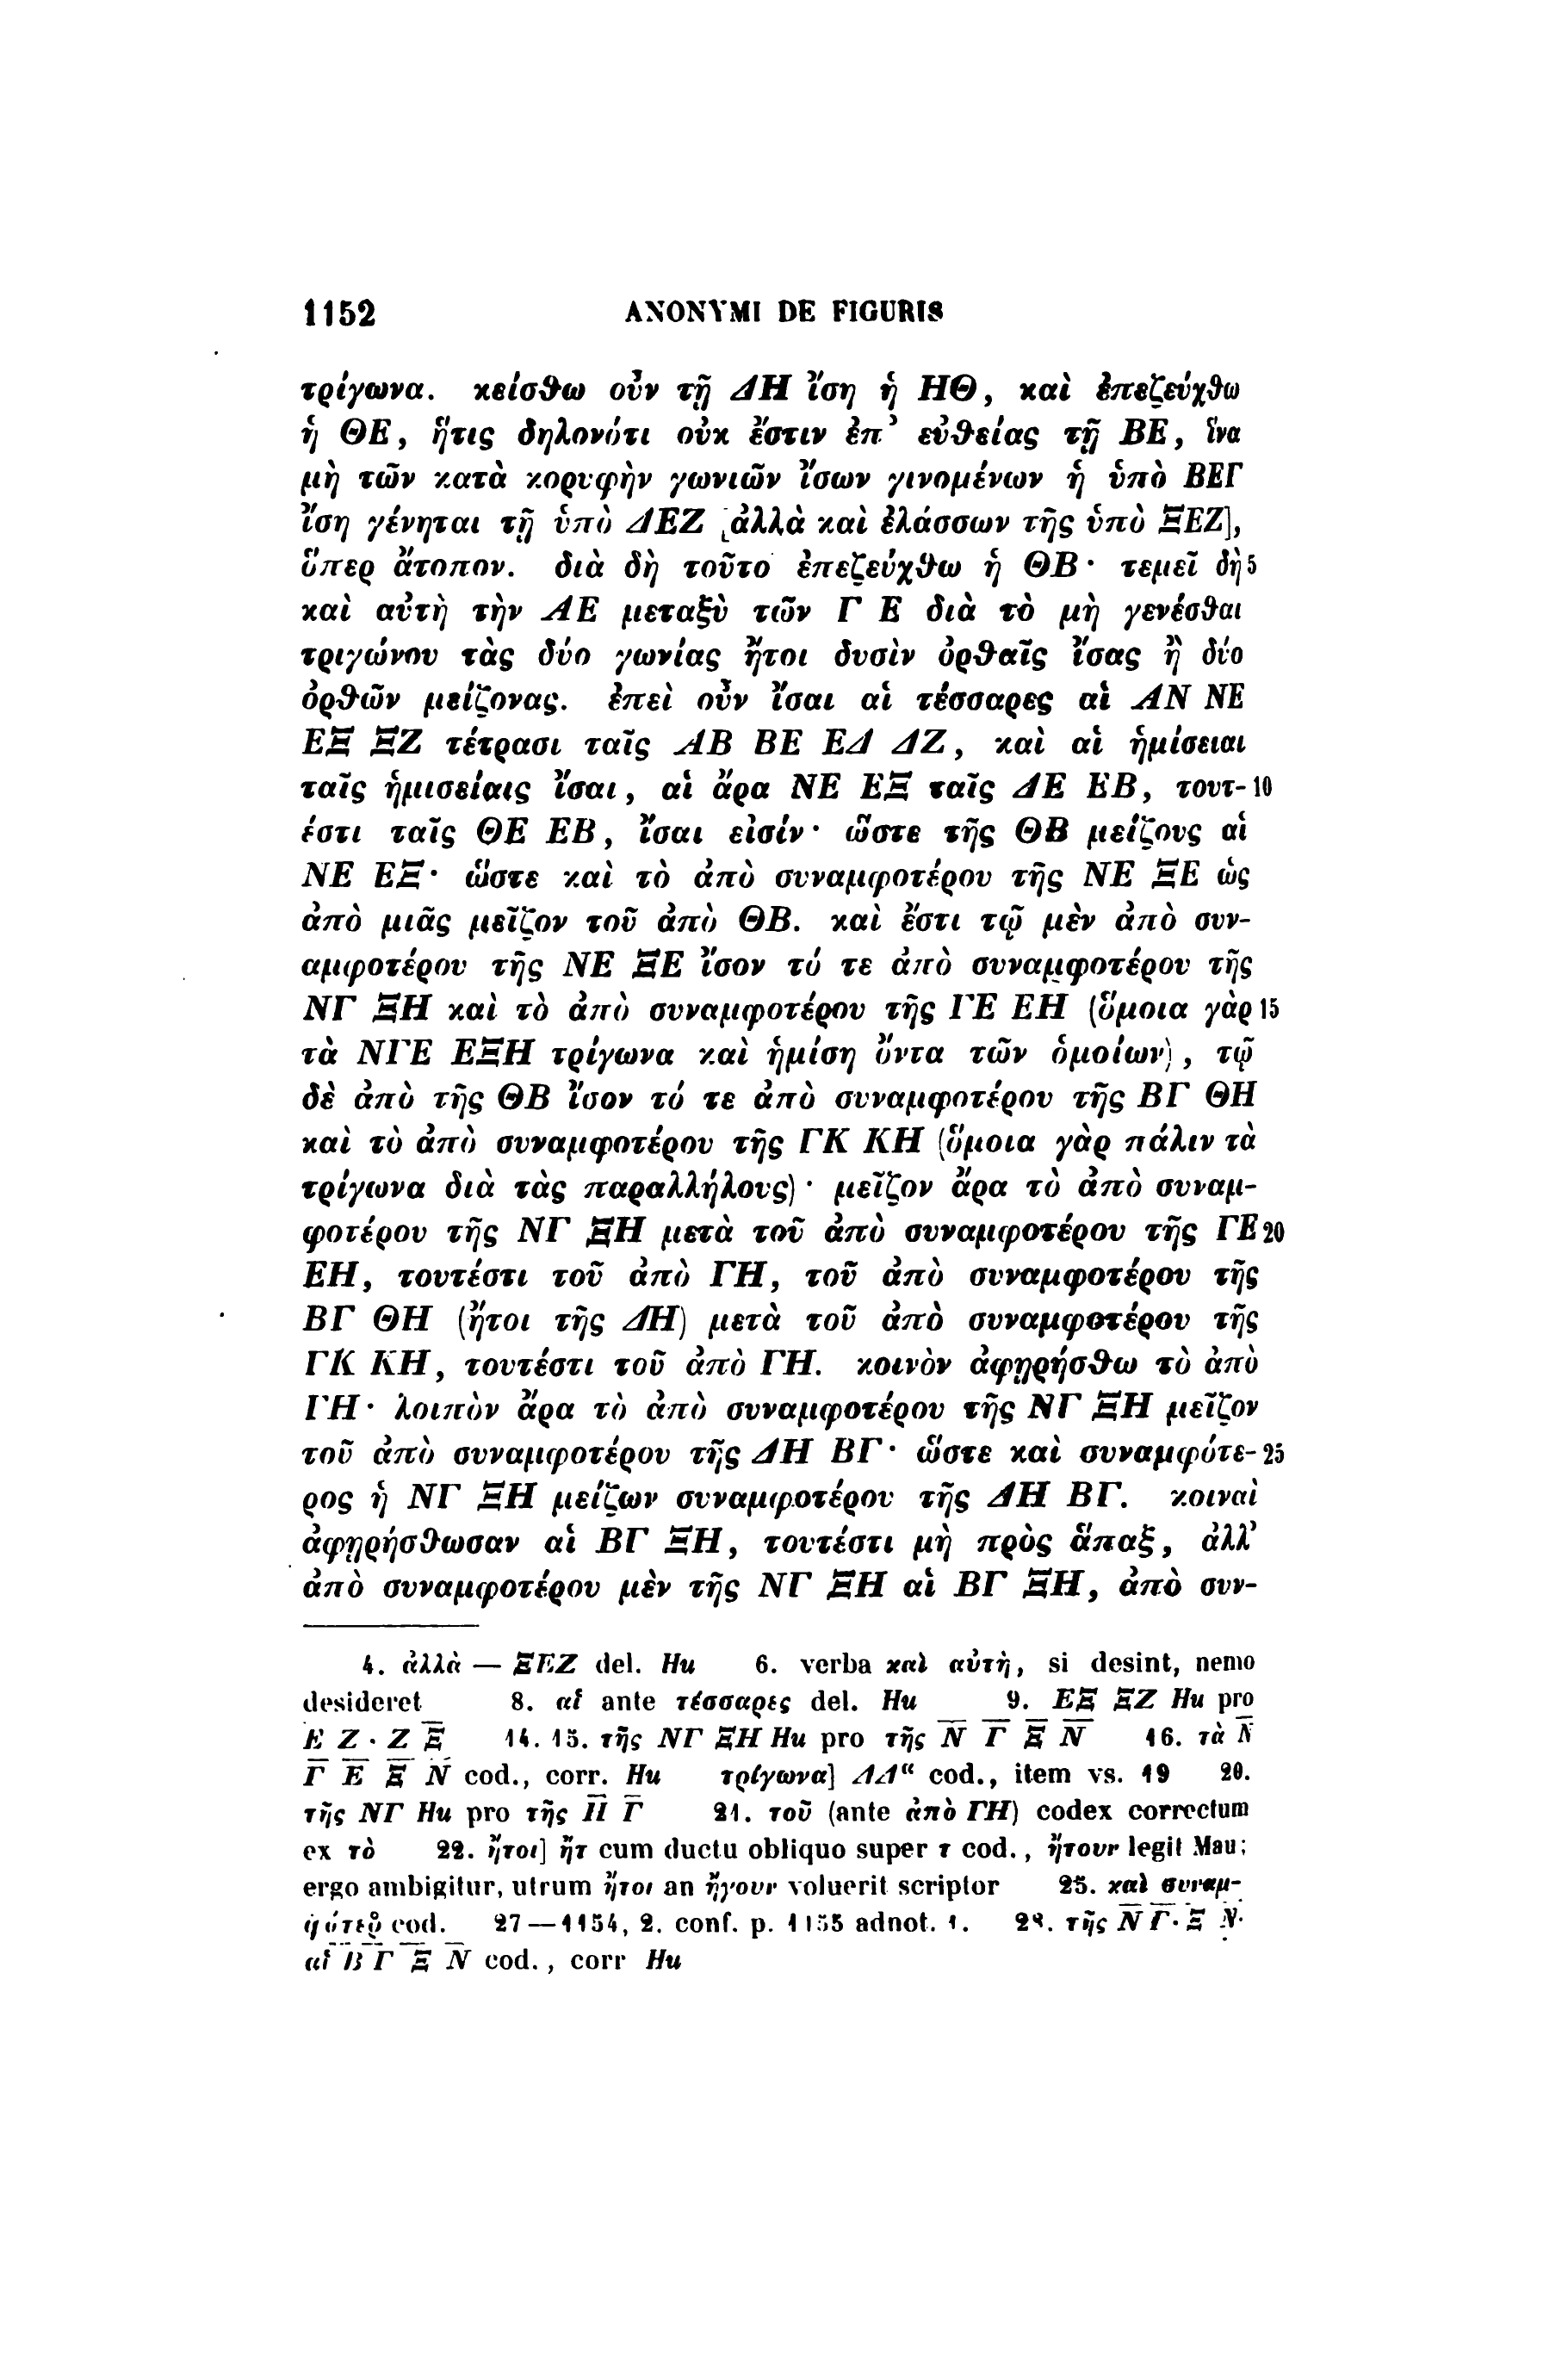 1152 ANONYMI DE FIGURIS
τρίγωνα. κείσθω οὖν τῇ ΔΗ ἴση ἡ ΗΘ, καὶ ἐπεζεύχθω
ἡ ΘΕ, ἥτις δηλονότι οὐκ ἔστιν ἐπ᾽ εὐθείας τῇ ΒΕ, ἵνα
μὴ τῶν κατὰ κορυφὴν γωνιῶν ἴσων γινομένων ἡ ὑπὸ ΒΕΓ
ἴση γένηται τῇ ὑπὸ ΔΕΖ [ἀλλὰ καὶ ἐλάσσων τῆς ὑπὸ ΞΕΖ],
ὅπερ ἄτοπον. διὰ δὴ τοῦτο ἐπεζεύχθω ἡ ΘΒ· τεμεῖ δὴ 5
καὶ αὐτὴ τὴν ΑΕ μεταξὺ τῶν Γ Ε διὰ τὸ μὴ γενέσθαι
τριγώνου τὰς δύο γωνίας ἤτοι δυσὶν ὀρθαῖς ἴσας ἢ δύο
ὀρθῶν μείζονας. ἐπεὶ οὖν ἴσαι αἱ τέσσαρες αἱ ΑΝ ΝΕ
ΕΞ ΞΖ τέτρασι ταῖς ΑΒ ΒΕ ΕΔ ΔΖ, καὶ αἱ ἡμίσειαι
ταῖς ἡμισείαις ἴσαι, αἱ ἄρα ΝΕ ΕΞ ταῖς ΔΕ ΕΒ, τουτ- 10
έστι ταῖς ΘΕ ΕΒ, ἴσαι εἰσίν· ὥστε τῆς ΘΒ μείζους αἱ
ΝΕ ΕΞ· ὥστε καὶ τὸ ἀπὸ συναμφοτέρου τῆς ΝΕ ΞΕ ὡς
ἀπὸ μιᾶς μεῖζον τοῦ ἀπὸ ΘΒ. καὶ ἔστι τῷ μὲν ἀπὸ συν-
αμφοτέρου τῆς ΝΕ ΞΕ ἴσον τό τε ἀπὸ συναμφοτέρου τῆς
ΝΓ ΞΗ καὶ τὸ ἀπὸ συναμφοτέρου τῆς ΓΕ ΕΗ (ὅμοια γὰρ 15
τὰ ΝΓΕ ΕΞΗ τρίγωνα καὶ ἡμίση ὄντα τῶν ὁμοίων), τῷ
δὲ ἀπὸ τῆς ΘΒ ἴσον τό τε ἀπὸ συναμφοτέρου τῆς ΒΓ ΘΗ
καὶ τὸ ἀπὸ συναμφοτέρου τῆς ΓΚ ΚΗ (ὅμοια γὰρ πάλιν τὰ
τρίγωνα διὰ τὰς παραλλήλους)· μεῖζον ἄρα τὸ ἀπὸ συναμ-
φοτέρου τῆς ΝΓ ΞΗ μετὰ τοῦ ἀπὸ συναμφοτέρου τῆς ΓΕ 20
ΕΗ, τουτέστι τοῦ ἀπὸ ΓΗ, τοῦ ἀπὸ συναμφοτέρου τῆς
ΒΓ ΘΗ (ἤτοι τῆς ΔΗ) μετὰ τοῦ ἀπὸ συναμφοτέρου τῆς
ΓΚ ΚΗ, τουτέστι τοῦ ἀπὸ ΓΗ. κοινὸν ἀφῃρήσθω τὸ ἀπὸ
ΓΗ· λοιπὸν ἄρα τὸ ἀπὸ συναμφοτέρου τῆς ΝΓ ΞΗ μεῖζον
τοῦ ἀπὸ συναμφοτέρου τῆς ΔΗ ΒΓ· ὥστε καὶ συναμφότε- 25
ρος ἡ ΝΓ ΞΗ μείζων συναμφοτέρου τῆς ΔΗ ΒΓ. κοιναὶ
ἀφῃρήσθωσαν αἱ ΒΓ ΞΗ, τουτέστι μὴ πρὸς ἅπαξ, ἀλλ᾽
ἀπὸ συναμφοτέρου μὲν τῆς ΝΓ ΞΗ αἱ ΒΓ ΞΗ, ἀπὸ συν-
4. ἀλλὰ — ΞΕΖ del. Hu 6. verba καὶ αὐτὴ, si desint, nemo
desideret 8. αἱ ante τέσσαρες del. Hu 9. ΕΞ ΞΖ Hu pro
Ε Ζ · Ζ Ξ̅ 14. 15. τῆς ΝΓ ΞΗ Hu pro τῆς Ν̅ Γ̅ Ξ̅ Ν̅ 16. τὰ Ν̅
Γ̅ Ε̅ Ξ̅ Ν̅ cod., corr. Hu τρίγωνα] ΔΔ" cod., item vs. 19 20.
τῆς ΝΓ Hu pro τῆς Π̅ Γ̅ 21. τοῦ (ante ἀπὸ ΓΗ) codex correctum
ex τὸ 22. ἤτοι] ἤτ cum ductu obliquo super τ cod., ἤτουν legit Mau;
ergo ambigitur, utrum ἤτοι an ἤγουν voluerit scriptor 25. καὶ συναμ-
φότερ cod. 27—1154, 2. conf. p. 1155 adnot. 1. 28. τῆς Ν̅ Γ̅· Ξ̅ Ν̅·
αἱ Β̅ Γ̅ Ξ̅ Ν̅ cod., corr Hu